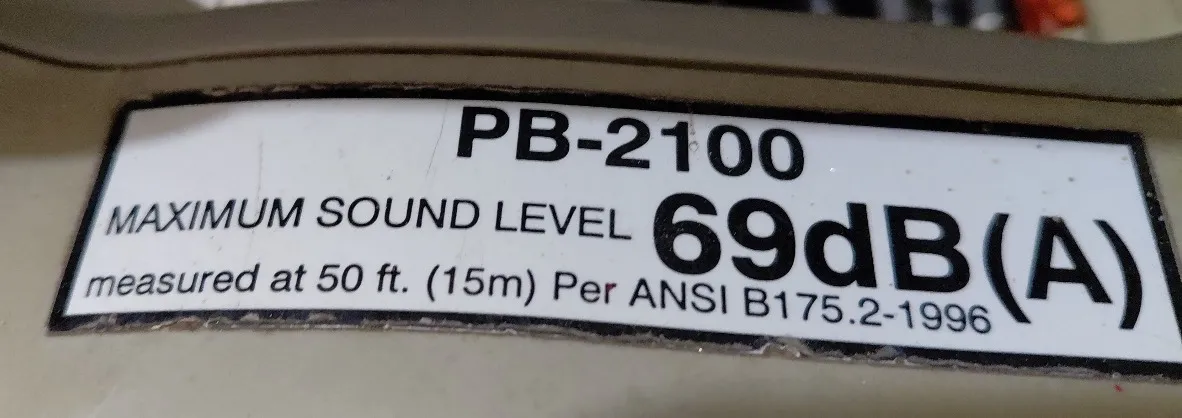 PB-2100
MAXIMUM SOUND LEVEL 69dB(A)
measured at 50 ft. (15m) Per ANSI B175.2-1996